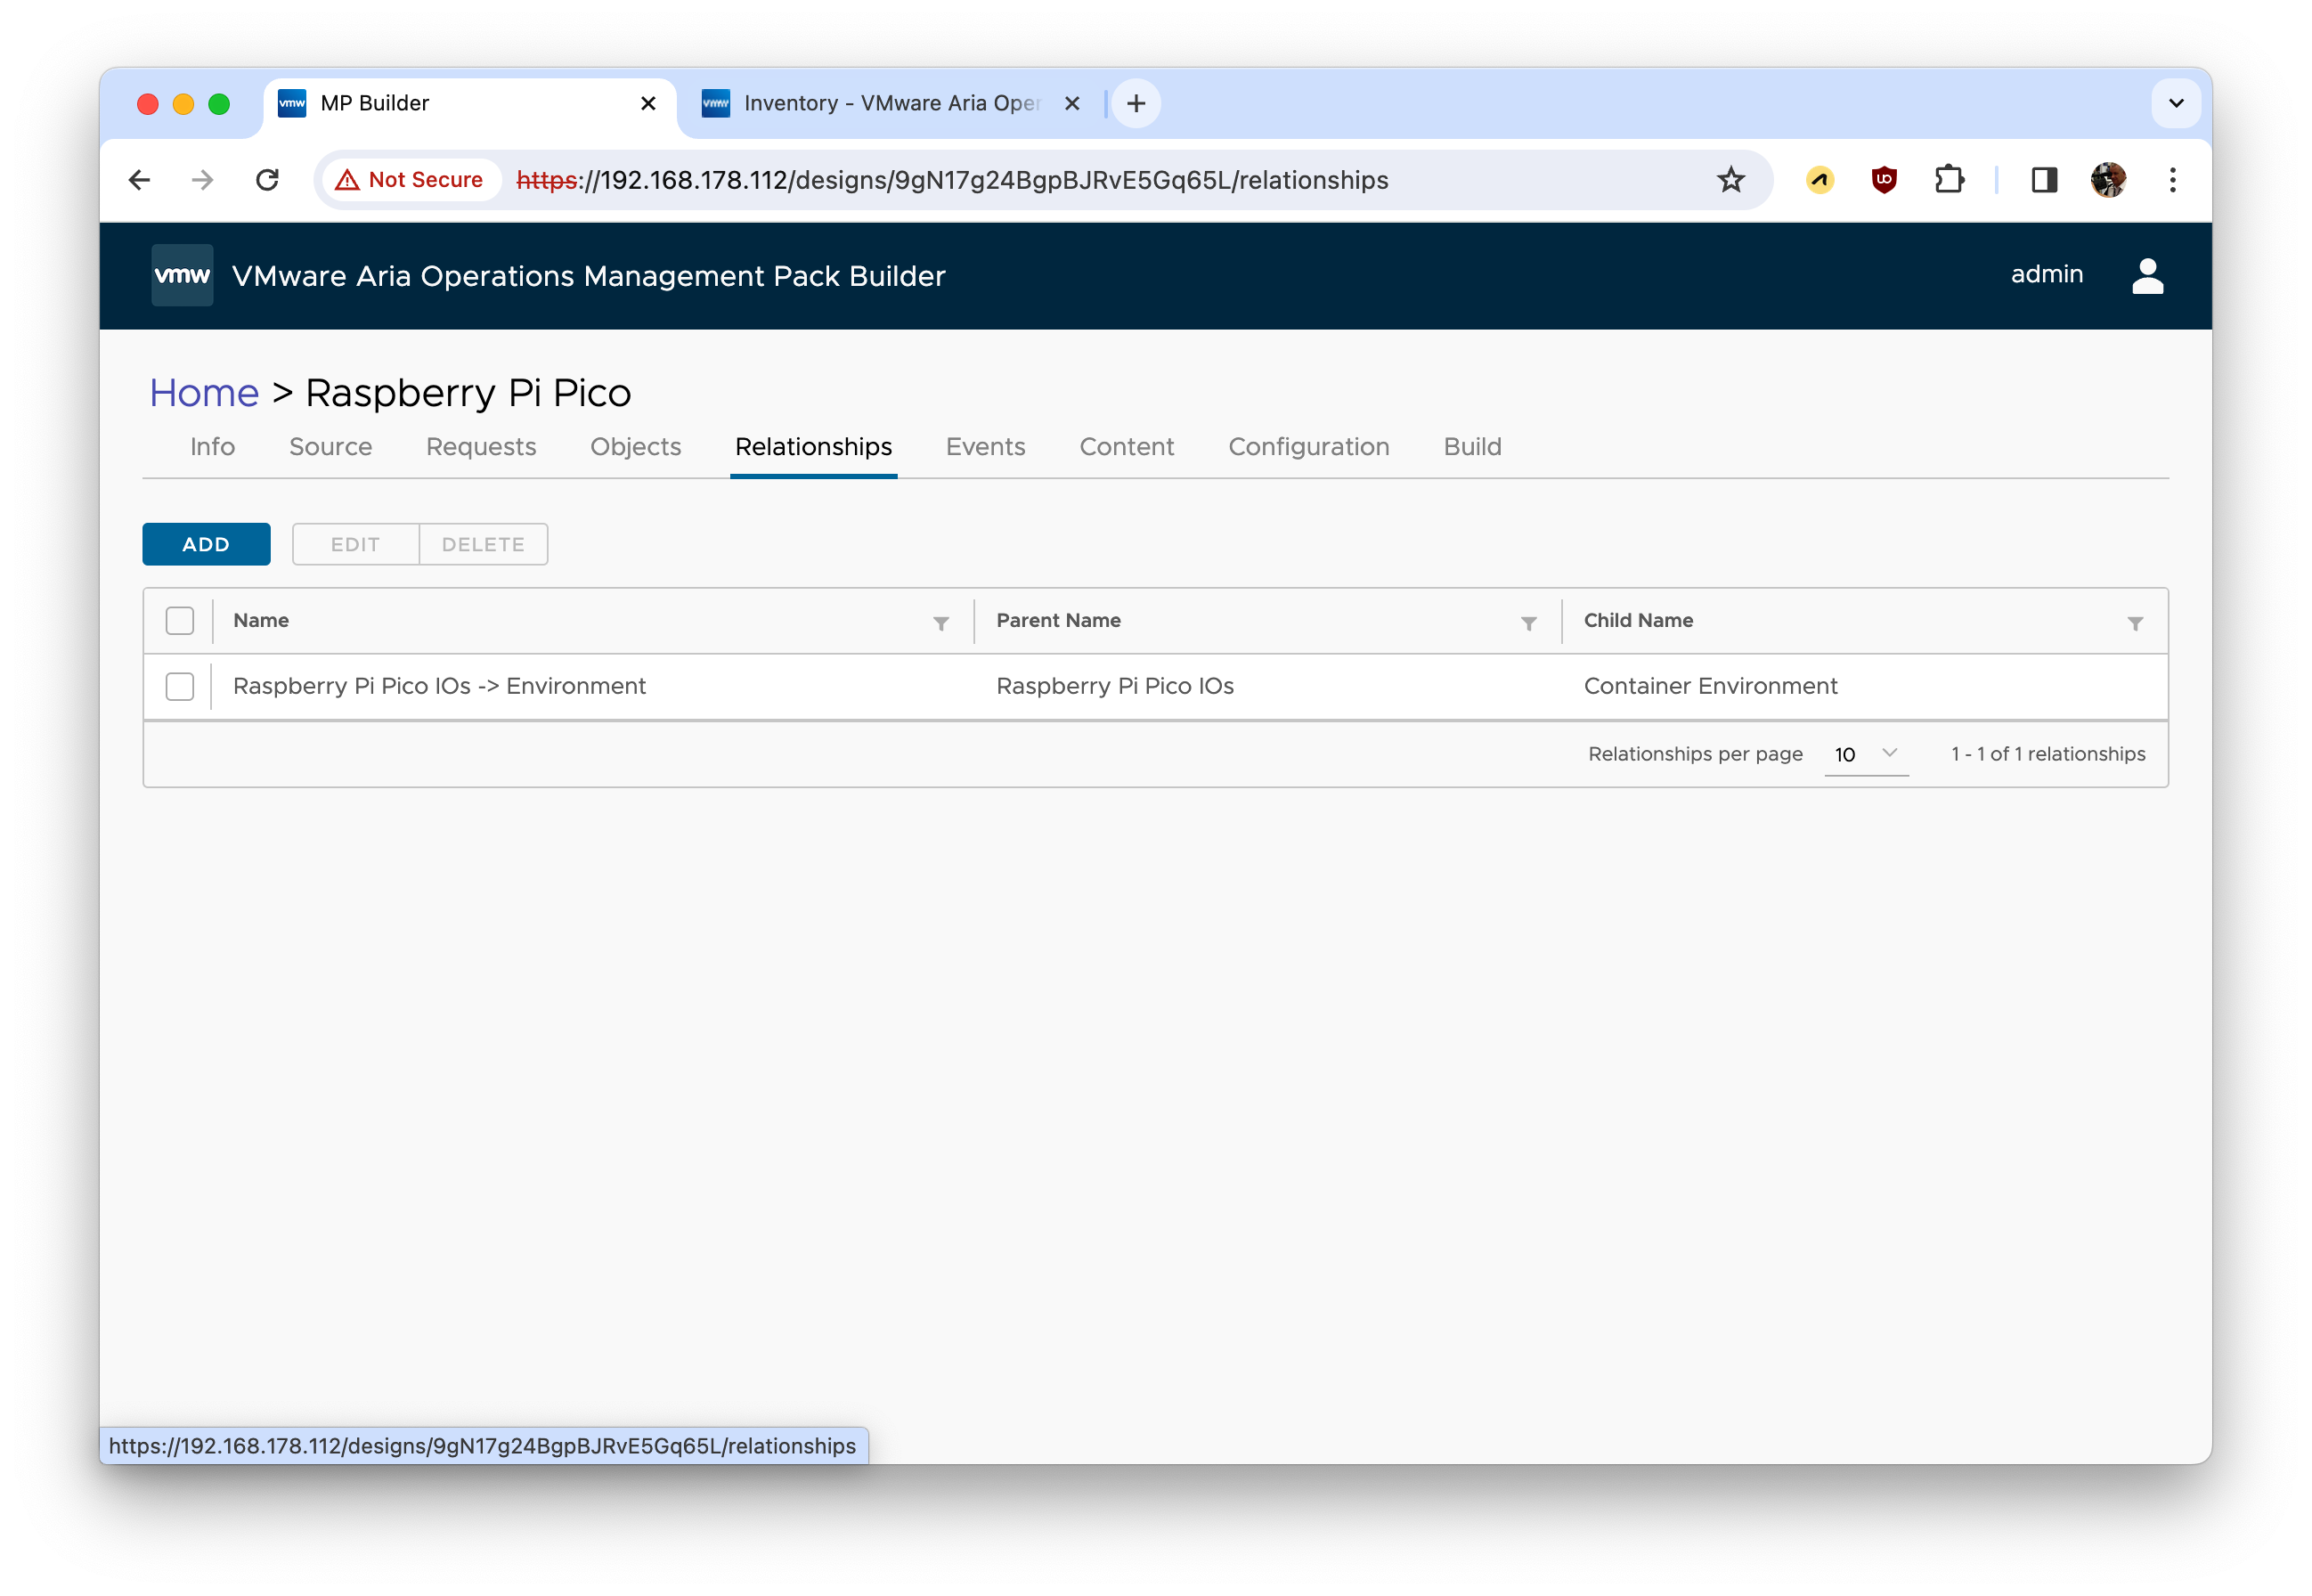 vmw MP Builder
vmw Inventory - VMware Aria Oper
Not Secure https://192.168.178.112/designs/9gN17g24BgpBJRvE5Gq65L/relationships
vmw VMware Aria Operations Management Pack Builder admin
Home > Raspberry Pi Pico
Info Source Requests Objects Relationships Events Content Configuration Build
ADD EDIT DELETE
Name Parent Name Child Name
Raspberry Pi Pico IOs -> Environment Raspberry Pi Pico IOs Container Environment
Relationships per page 10 1 - 1 of 1 relationships
https://192.168.178.112/designs/9gN17g24BgpBJRvE5Gq65L/relationships